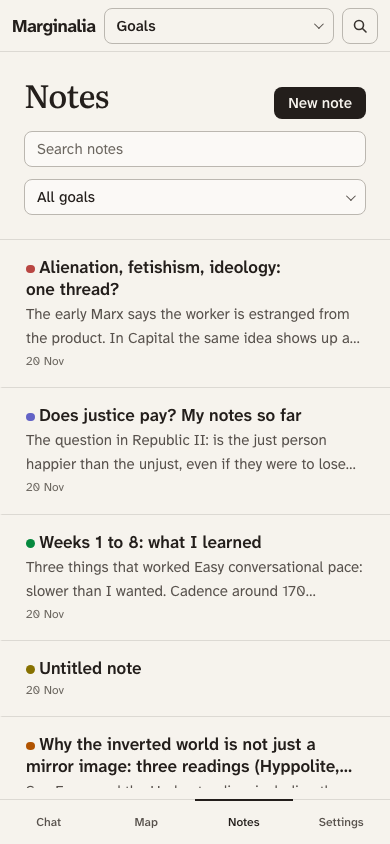 Marginalia
Goals
Notes
New note
Search notes
All goals
Alienation, fetishism, ideology:
one thread?
The early Marx says the worker is estranged from
the product. In Capital the same idea shows up a…
20 Nov
Does justice pay? My notes so far
The question in Republic II: is the just person
happier than the unjust, even if they were to lose…
20 Nov
Weeks 1 to 8: what I learned
Three things that worked Easy conversational pace:
slower than I wanted. Cadence around 170…
20 Nov
Untitled note
20 Nov
Why the inverted world is not just a
mirror image: three readings (Hyppolite,…
Chat
Map
Notes
Settings